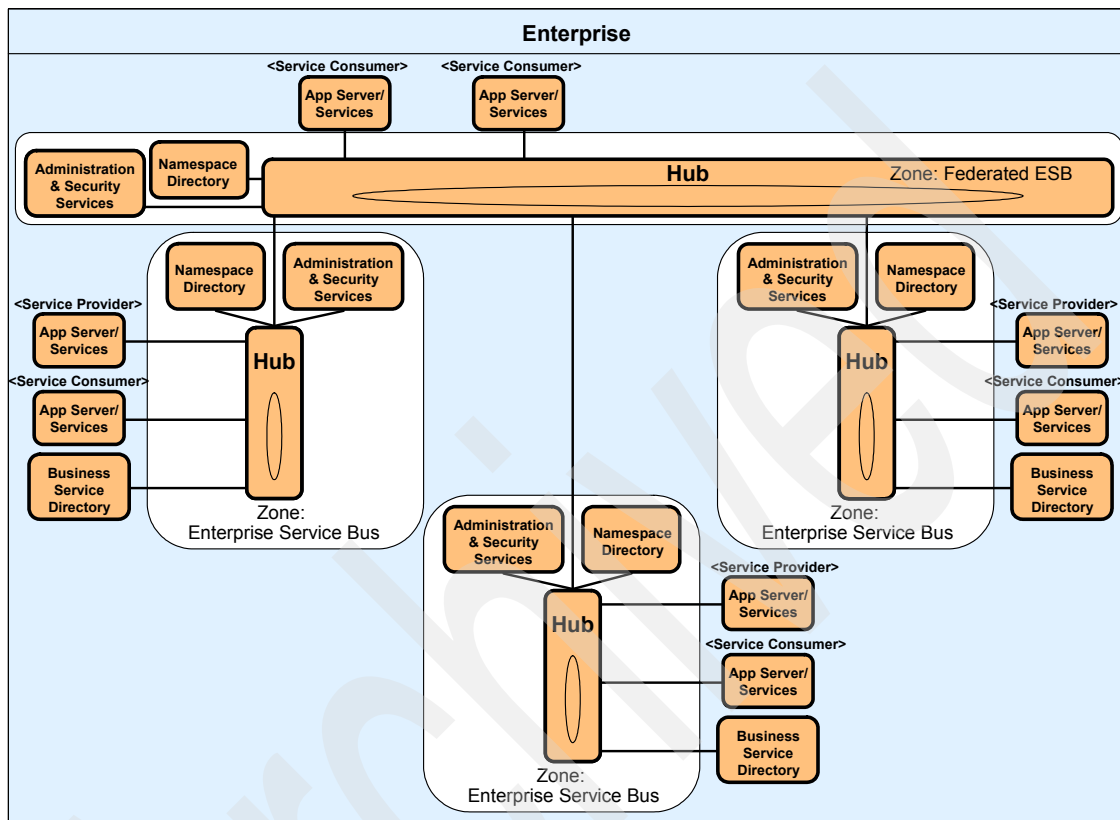 Enterprise
<Service Consumer>
<Service Consumer>
App Server/
Services
App Server/
Services
Administration
& Security
Services
Namespace
Directory
Hub
Zone: Federated ESB
Namespace
Directory
Administration
& Security
Services
<Service Provider>
App Server/
Services
Hub
<Service Consumer>
App Server/
Services
Business
Service
Directory
Zone:
Enterprise Service Bus
Administration
& Security
Services
Namespace
Directory
<Service Provider>
App Server/
Services
Hub
<Service Consumer>
App Server/
Services
Business
Service
Directory
Zone:
Enterprise Service Bus
Administration
& Security
Services
Namespace
Directory
<Service Provider>
App Server/
Services
Hub
<Service Consumer>
App Server/
Services
Business
Service
Directory
Zone:
Enterprise Service Bus